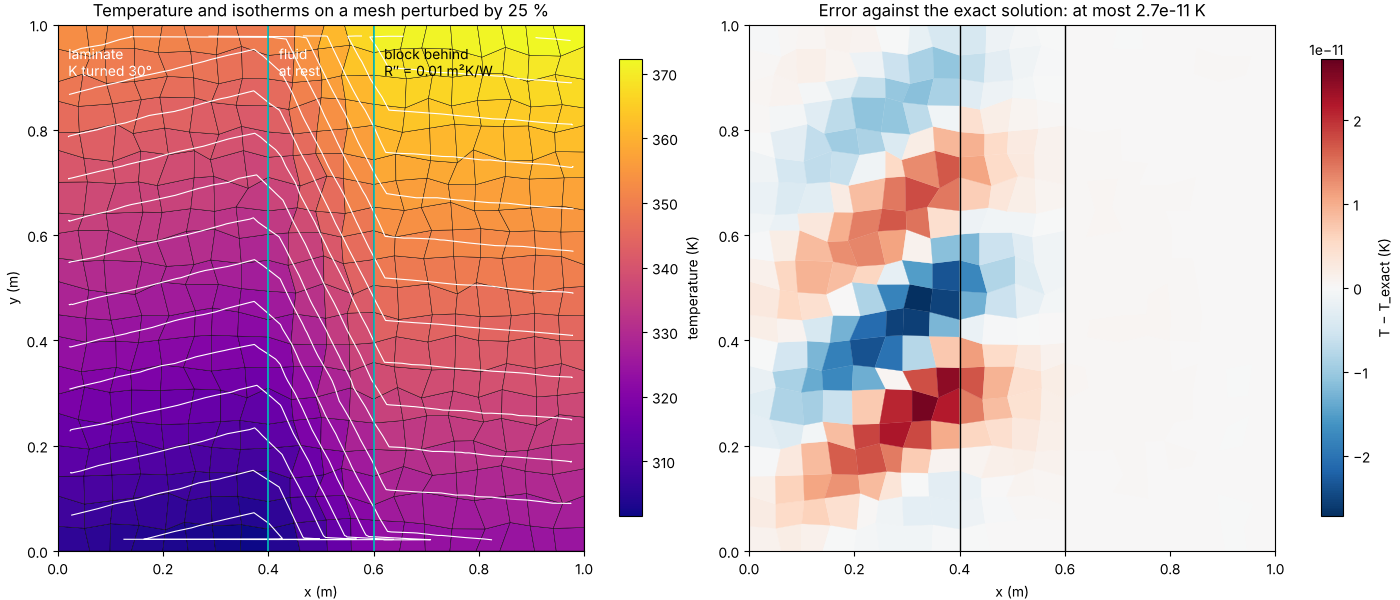 Temperature and isotherms on a mesh perturbed by 25 %
laminate
K turned 30°
fluid
at rest
block behind
R″ = 0.01 m²K/W
1.0
0.8
0.6
0.4
0.2
0.0
y (m)
0.0 0.2 0.4 0.6 0.8 1.0
x (m)
370
360
350
340
330
320
310
temperature (K)
Error against the exact solution: at most 2.7e-11 K
1.0
0.8
0.6
0.4
0.2
0.0
0.0 0.2 0.4 0.6 0.8 1.0
x (m)
1e−11
2
1
0
−1
−2
T − T_exact (K)